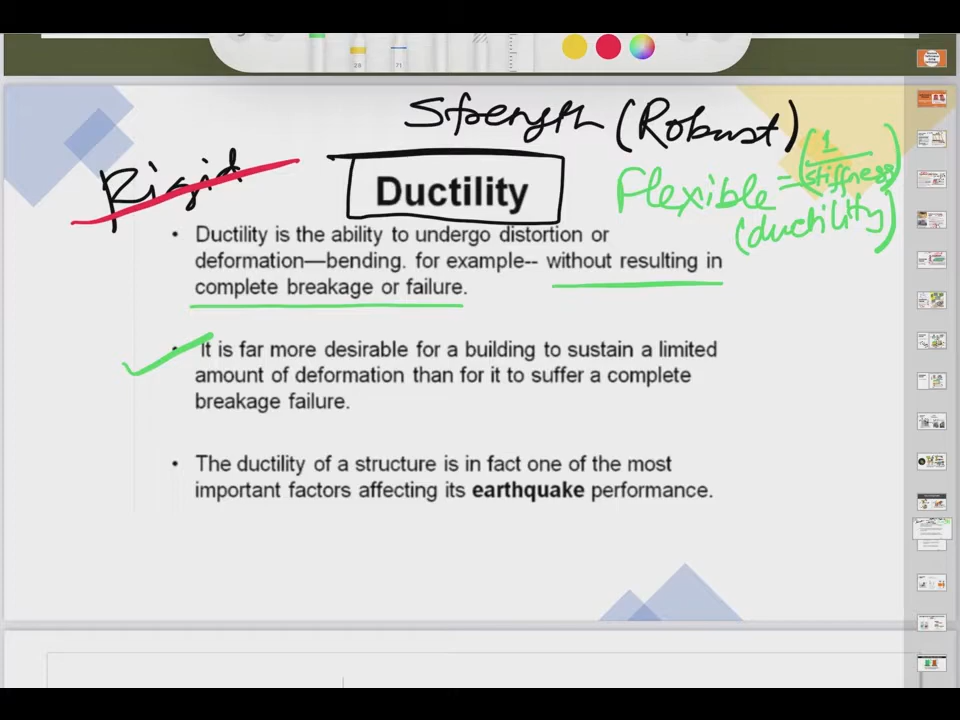 29
71
Strength (Robust)
Rigid
Flexible = (1/stiffness)
(ductility)
Ductility
• Ductility is the ability to undergo distortion or
deformation—bending. for example-- without resulting in
complete breakage or failure.
• It is far more desirable for a building to sustain a limited
amount of deformation than for it to suffer a complete
breakage failure.
• The ductility of a structure is in fact one of the most
important factors affecting its earthquake performance.